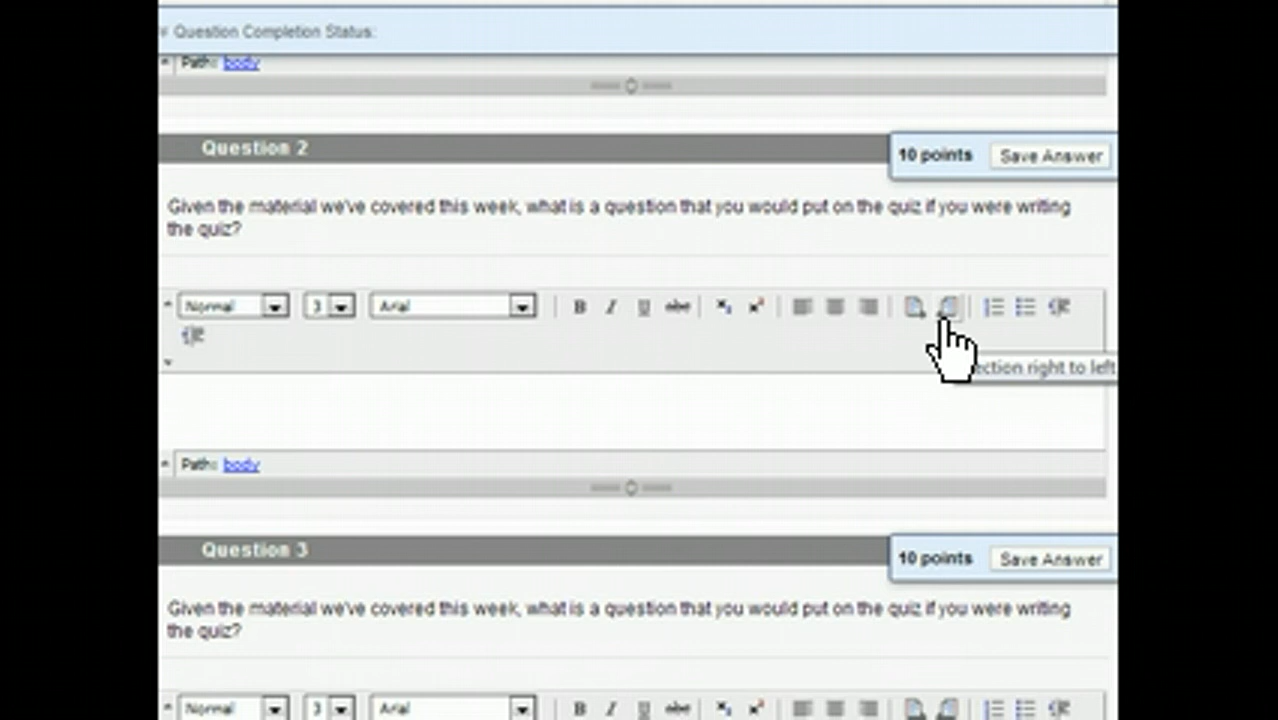 Question Completion Status:
Path: body
Question 2
10 points
Save Answer
Given the material we've covered this week, what is a question that you would put on the quiz if you were writing
the quiz?
Normal 3 Arial B I U abc
ection right to left
Path: body
Question 3
10 points
Save Answer
Given the material we've covered this week, what is a question that you would put on the quiz if you were writing
the quiz?
Normal 3 Arial B I U abc